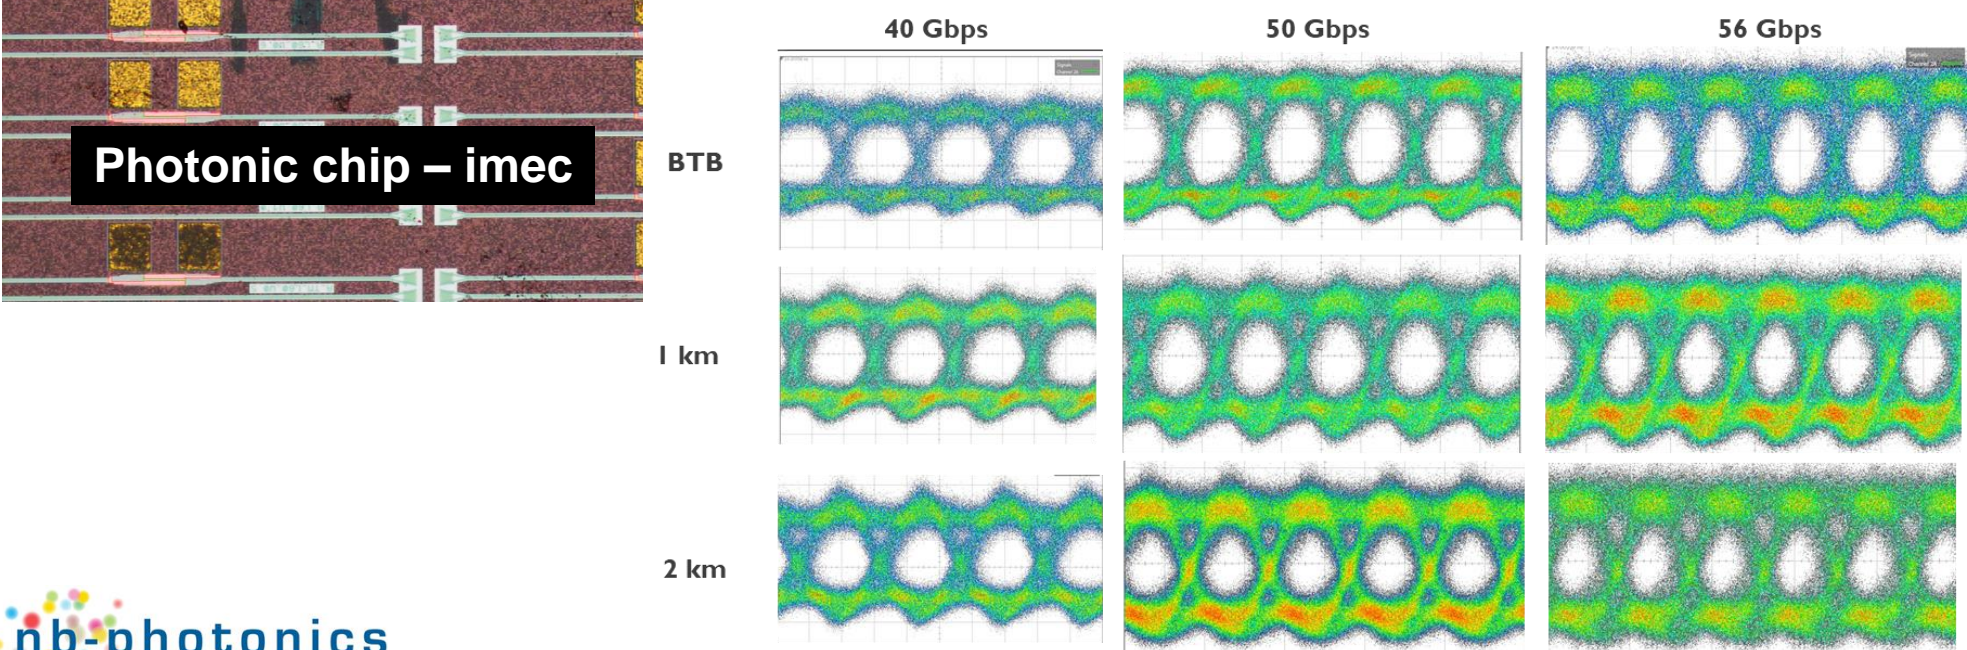 40 Gbps
50 Gbps
56 Gbps
Photonic chip – imec
BTB
1 km
2 km
nb-photonics